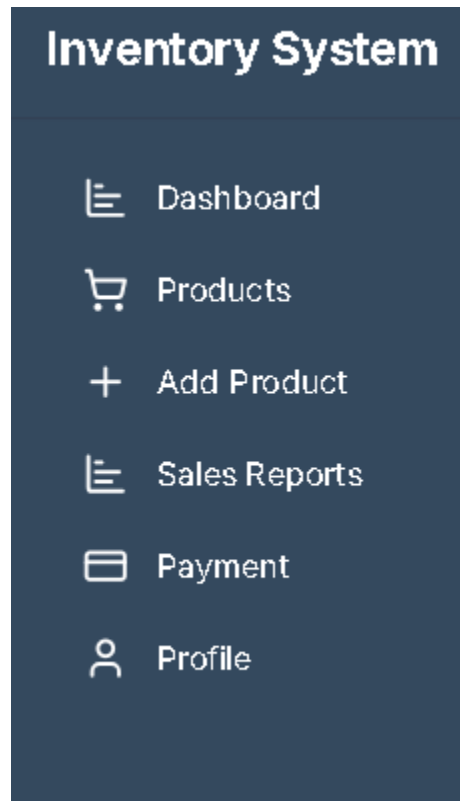 Inventory System
Dashboard
Products
Add Product
Sales Reports
Payment
Profile